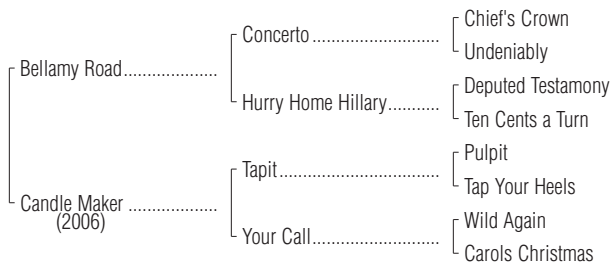 Chief's Crown
Concerto...........................
Undeniably
Bellamy Road....................
Deputed Testamony
Hurry Home Hillary...........
Ten Cents a Turn
Pulpit
Tapit..................................
Tap Your Heels
Candle Maker ...................
(2006)
Wild Again
Your Call...........................
Carols Christmas